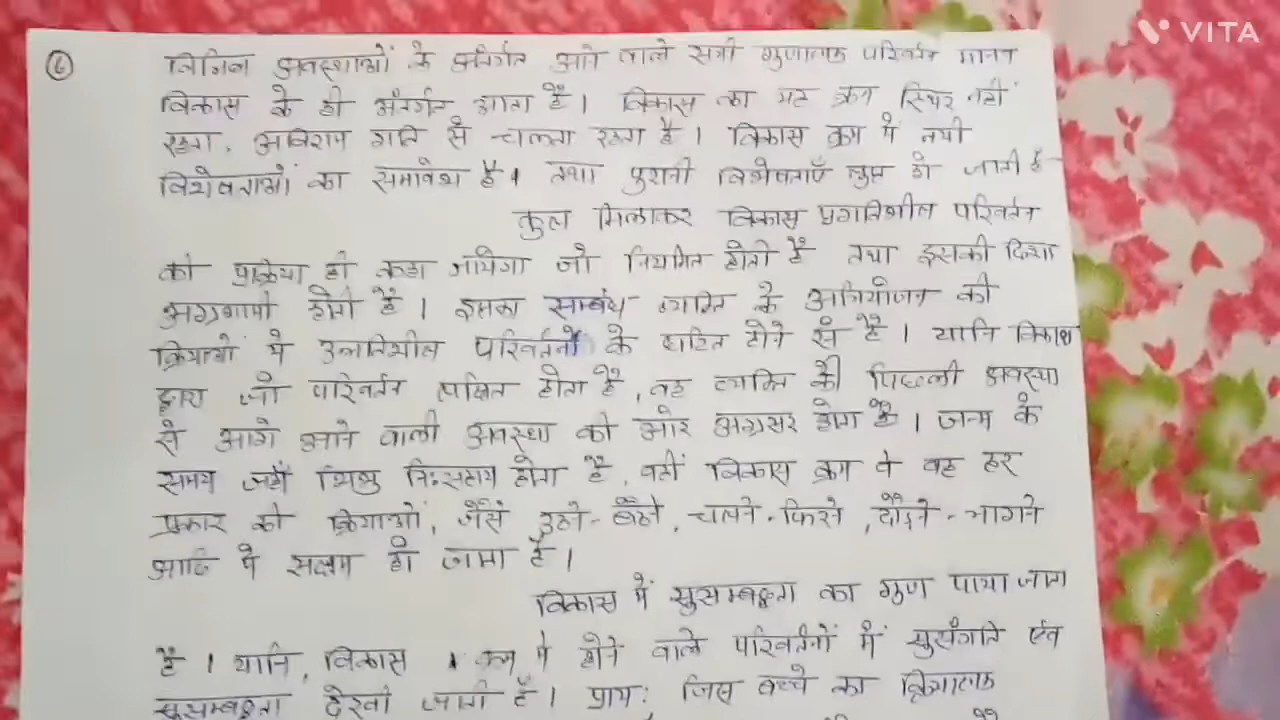 VITA
(6) विभिन्न अवस्थाओं के अंतर्गत आने वाले सभी गुणात्मक परिवर्तन मानव
विकास के ही अंतर्गत आता है। विकास का यह क्रम स्थिर नहीं
रहता, अविराम गति से चलता रहता है। विकास क्रम में नयी
विशेषताओं का समावेश है। तथा पुरानी विशेषताएँ लुप्त हो जाती है
कुल मिलाकर विकास प्रगतिशील परिवर्तन
की प्रक्रिया ही कहा जायेगा जो नियमित होती है तथा इसकी दिशा
अग्रगामी होती है। इसका सम्बंध व्यक्ति के अभियोजन की
क्रियाओं में उन्नतिशील परिवर्तनों के घटित होने से है। यानि विकाश
द्वारा जो परिवर्तन लक्षित होता है, वह व्यक्ति की पिछली अवस्था
से आगे आने वाली अवस्था की ओर अग्रसर होता है। जन्म के
समय जहाँ शिशु निःसहाय होता है, वहीं विकास क्रम में वह हर
प्रकार की क्रियाओं, जैसे उठने-बैठने, चलने-फिरने, दौड़ने-भागने
आदि में सक्षम हो जाता है।
विकास में सुसम्बद्धता का गुण पाया जाता
है। यानि, विकास क्रम में होने वाले परिवर्तनों में सुसंगति एवं
सुसम्बद्धता देखी जाती है। प्राय: जिस बच्चे का क्रियात्मक